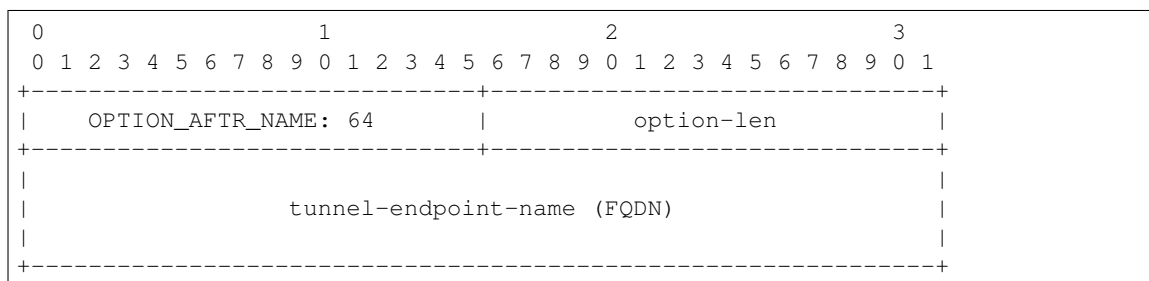 0                   1                   2                   3
0 1 2 3 4 5 6 7 8 9 0 1 2 3 4 5 6 7 8 9 0 1 2 3 4 5 6 7 8 9 0 1
+-------------------------------+-------------------------------+
|    OPTION_AFTR_NAME: 64       |          option-len           |
+-------------------------------+-------------------------------+
|                                                               |
|                  tunnel-endpoint-name (FQDN)                  |
|                                                               |
+---------------------------------------------------------------+